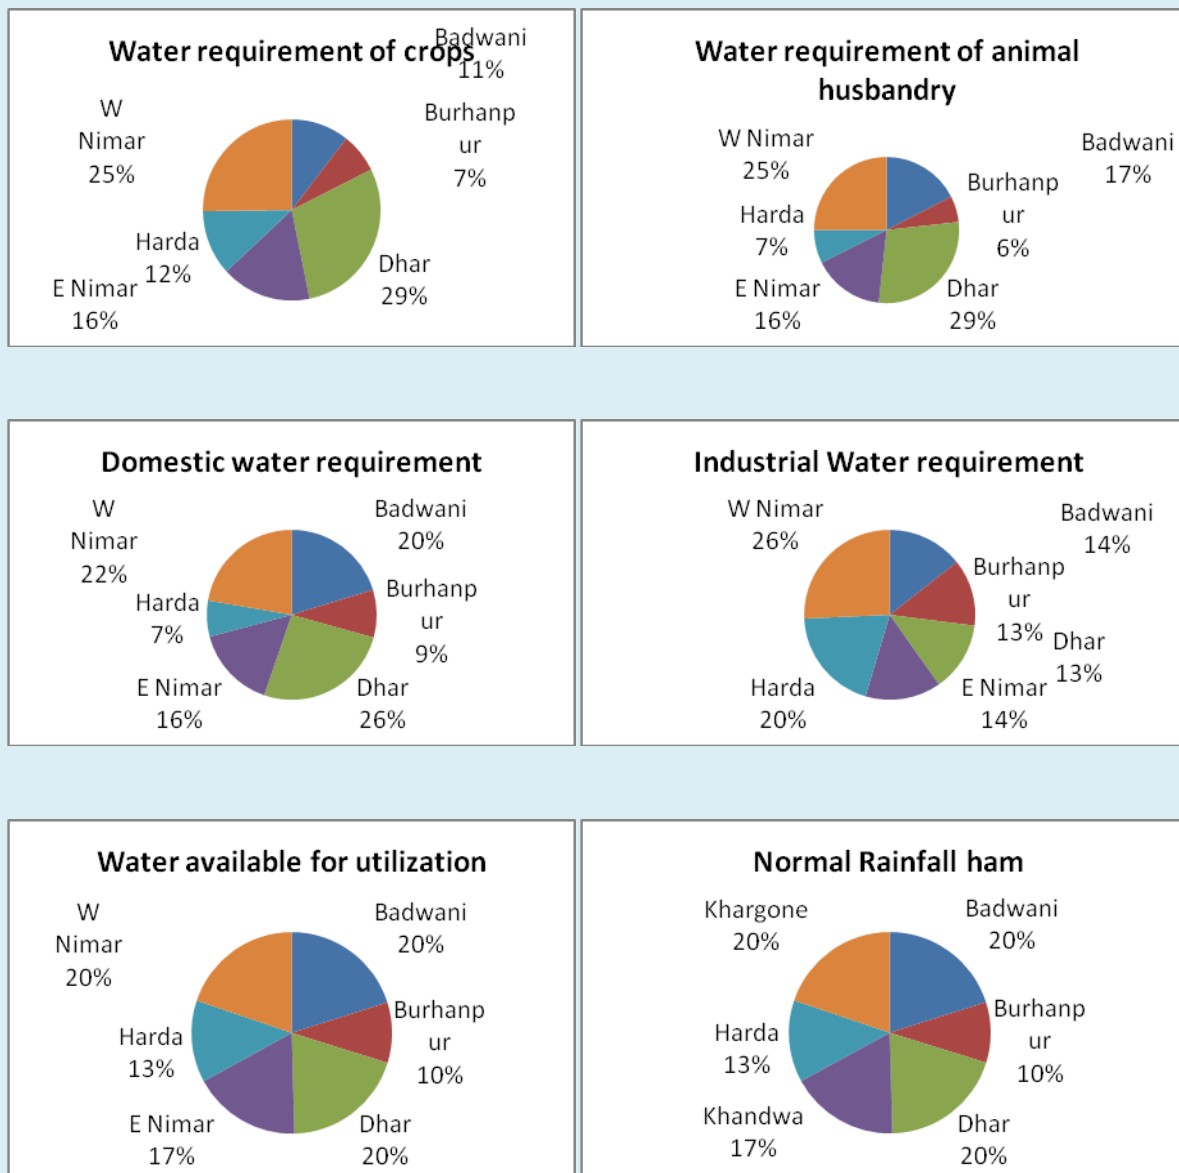 Water requirement of crops
Badwani
11%
Burhanp
ur
7%
Dhar
29%
E Nimar
16%
Harda
12%
W
Nimar
25%
Water requirement of animal
husbandry
Badwani
17%
Burhanp
ur
6%
Dhar
29%
E Nimar
16%
Harda
7%
W Nimar
25%
Domestic water requirement
Badwani
20%
Burhanp
ur
9%
Dhar
26%
E Nimar
16%
Harda
7%
W
Nimar
22%
Industrial Water requirement
Badwani
14%
Burhanp
ur
13%
Dhar
13%
E Nimar
14%
Harda
20%
W Nimar
26%
Water available for utilization
Badwani
20%
Burhanp
ur
10%
Dhar
20%
E Nimar
17%
Harda
13%
W
Nimar
20%
Normal Rainfall ham
Badwani
20%
Burhanp
ur
10%
Dhar
20%
Khandwa
17%
Harda
13%
Khargone
20%